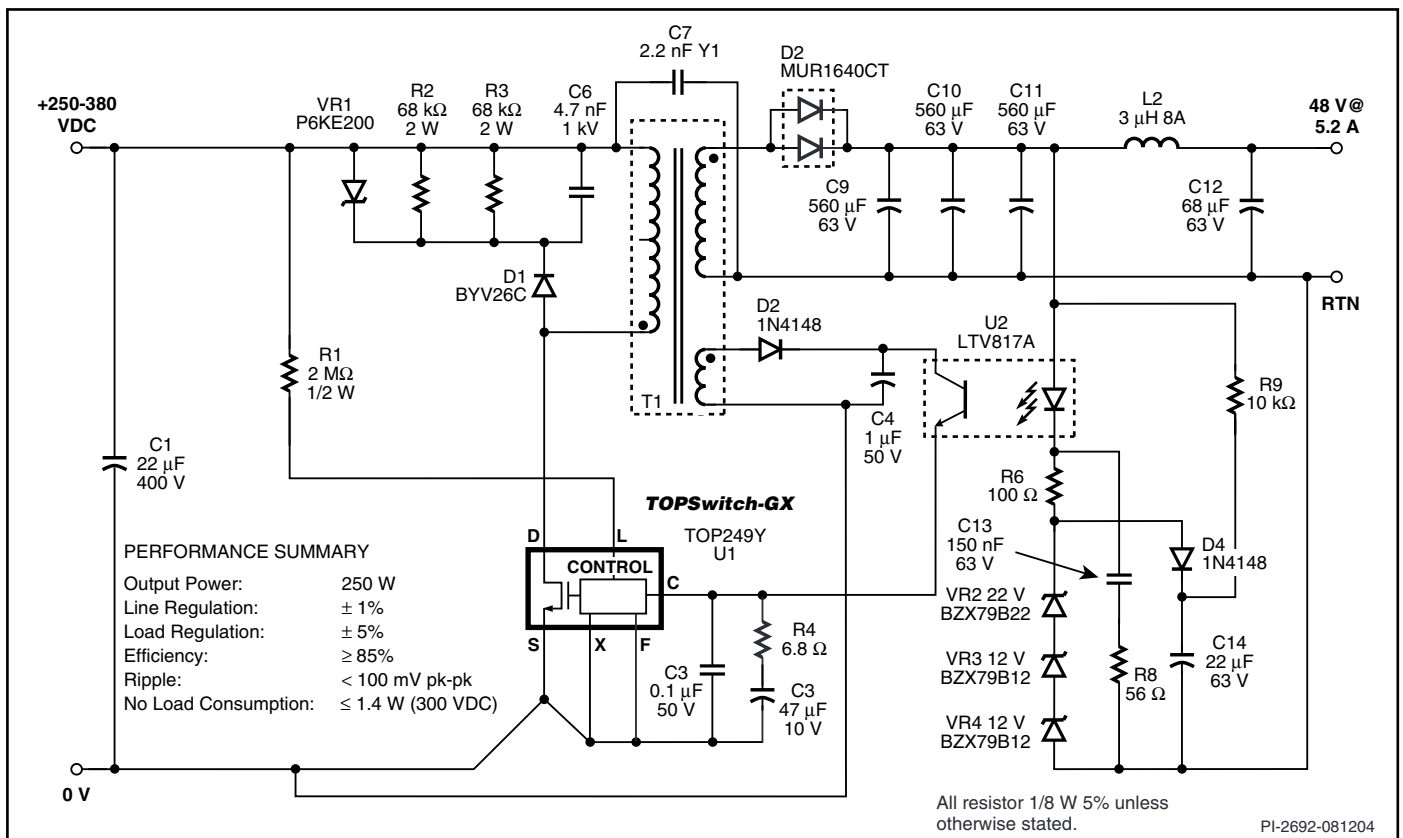 C7
2.2 nF Y1
D2
MUR1640CT
+250-380
VDC
VR1
P6KE200
R2
68 kΩ
2 W
R3
68 kΩ
2 W
C6
4.7 nF
1 kV
C10
560 µF
63 V
C11
560 µF
63 V
L2
3 µH 8A
48 V@
5.2 A
C9
560 µF
63 V
C12
68 µF
63 V
D1
BYV26C
RTN
D2
1N4148
U2
LTV817A
R1
2 MΩ
1/2 W
T1
C4
1 µF
50 V
R9
10 kΩ
C1
22 µF
400 V
R6
100 Ω
TOPSwitch-GX
TOP249Y
U1
D
L
CONTROL
C
S
X
F
C13
150 nF
63 V
D4
1N4148
VR2 22 V
BZX79B22
R4
6.8 Ω
C3
0.1 µF
50 V
C3
47 µF
10 V
VR3 12 V
BZX79B12
R8
56 Ω
C14
22 µF
63 V
VR4 12 V
BZX79B12
PERFORMANCE SUMMARY
Output Power: 250 W
Line Regulation: ± 1%
Load Regulation: ± 5%
Efficiency: ≥ 85%
Ripple: < 100 mV pk-pk
No Load Consumption: ≤ 1.4 W (300 VDC)
0 V
All resistor 1/8 W 5% unless
otherwise stated.
PI-2692-081204